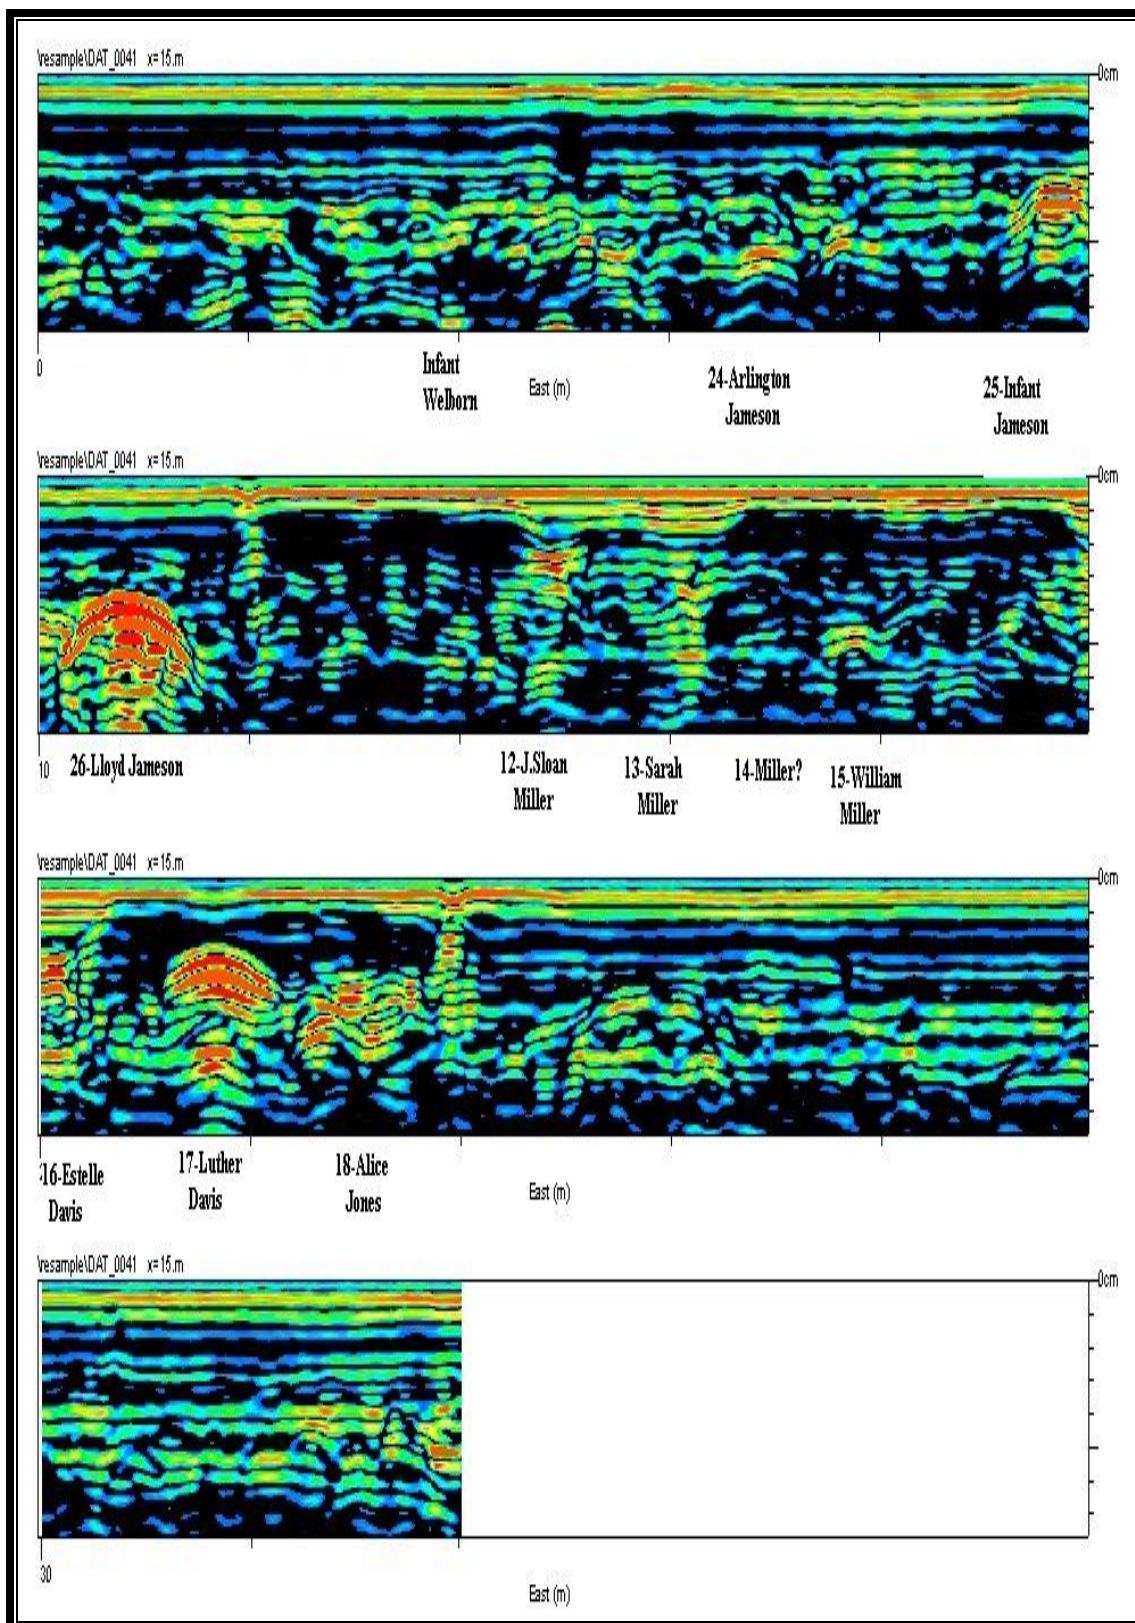 \resample\DAT_0041 x=15.m
0cm
0
Infant
Welborn
East (m)
24-Arlington
Jameson
25-Infant
Jameson
\resample\DAT_0041 x=15.m
0cm
10
26-Lloyd Jameson
12-J.Sloan
Miller
13-Sarah
Miller
14-Miller?
15-William
Miller
\resample\DAT_0041 x=15.m
0cm
16-Estelle
Davis
17-Luther
Davis
18-Alice
Jones
East (m)
\resample\DAT_0041 x=15.m
0cm
30
East (m)